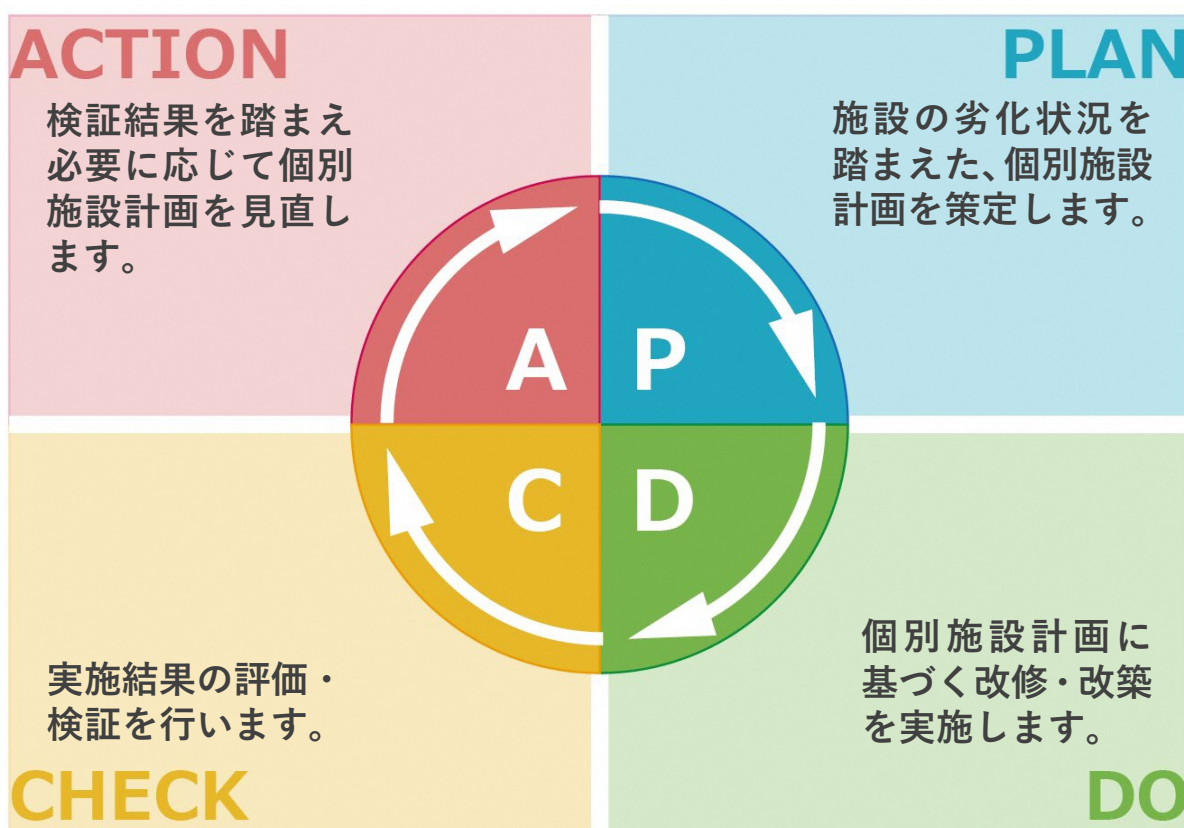 ACTION
検証結果を踏まえ
必要に応じて個別
施設計画を見直し
ます。
PLAN
施設の劣化状況を
踏まえた、個別施設
計画を策定します。
A
P
C
D
実施結果の評価・
検証を行います。
CHECK
個別施設計画に
基づく改修・改築
を実施します。
DO